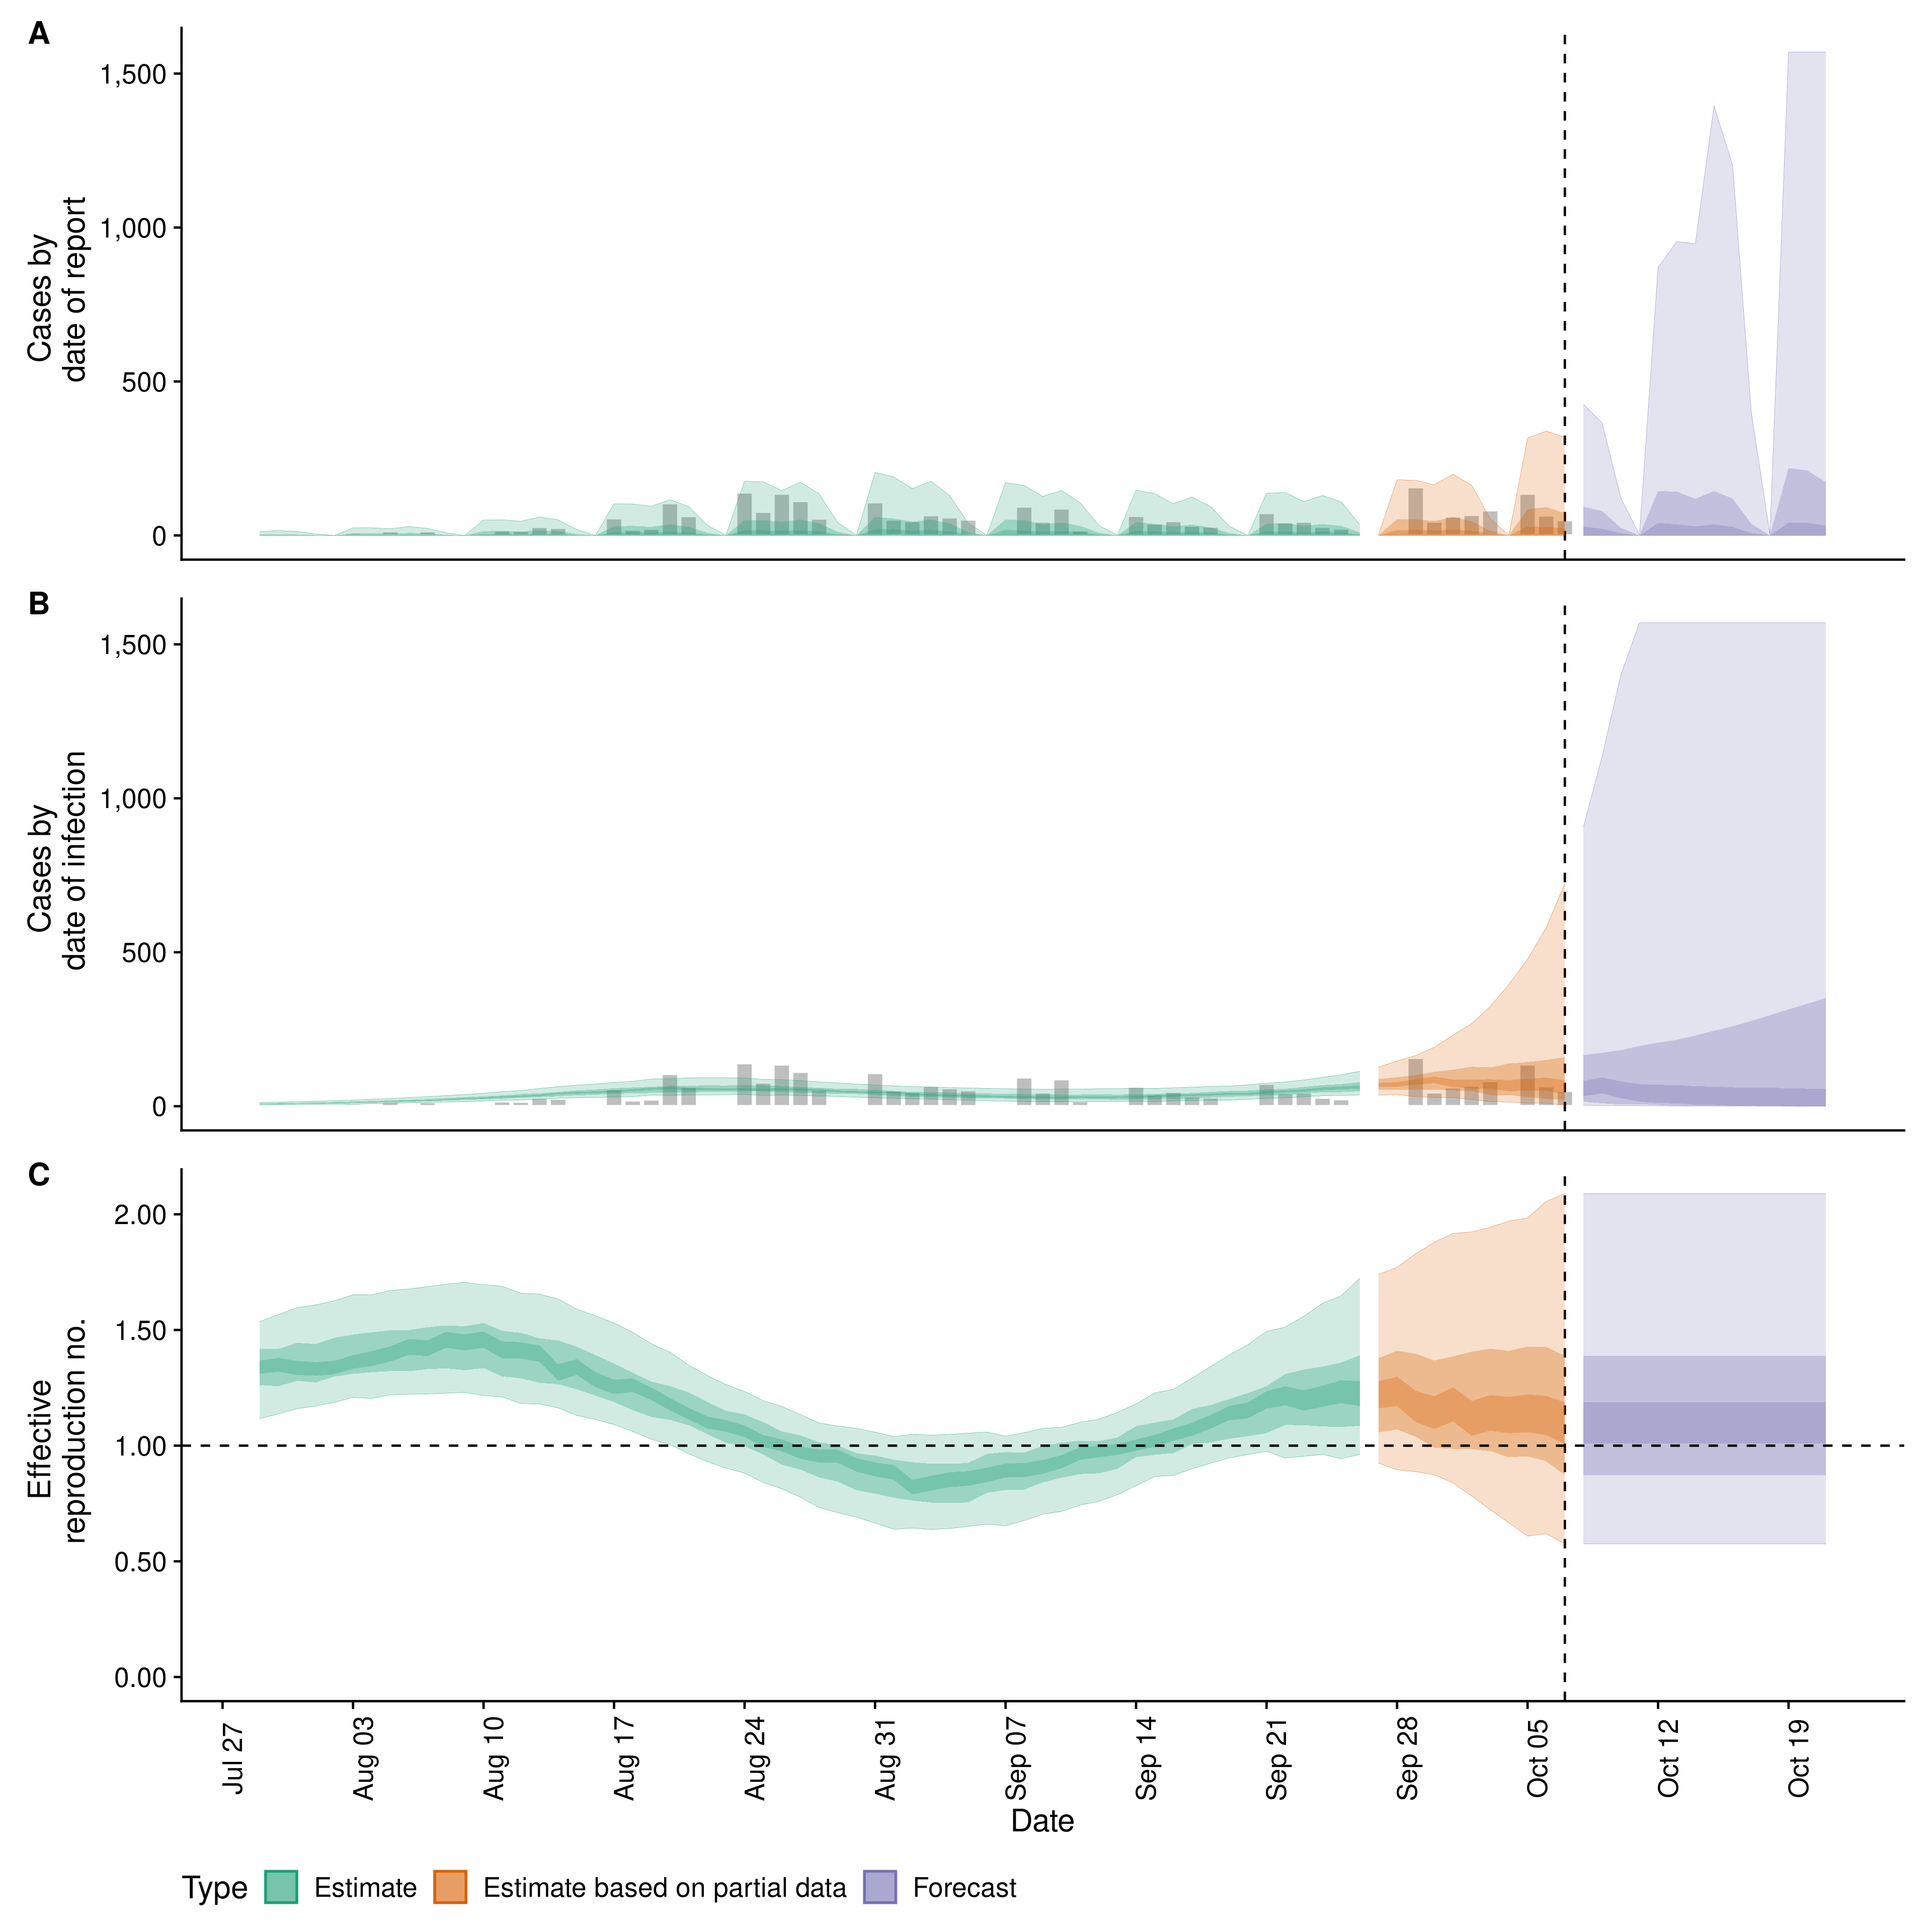 A
Cases by
date of report
1,500
1,000
500
0
B
Cases by
date of infection
1,500
1,000
500
0
C
Effective
reproduction no.
2.00
1.50
1.00
0.50
0.00
Jul 27
Aug 03
Aug 10
Aug 17
Aug 24
Aug 31
Sep 07
Sep 14
Sep 21
Sep 28
Oct 05
Oct 12
Oct 19
Date
Type
Estimate
Estimate based on partial data
Forecast